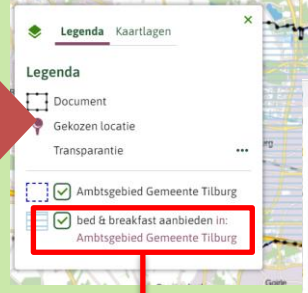 Legenda Kaartlagen
Legenda
Document
Gekozen locatie
Transparantie
Ambtsgebied Gemeente Tilburg
bed & breakfast aanbieden in:
Ambtsgebied Gemeente Tilburg